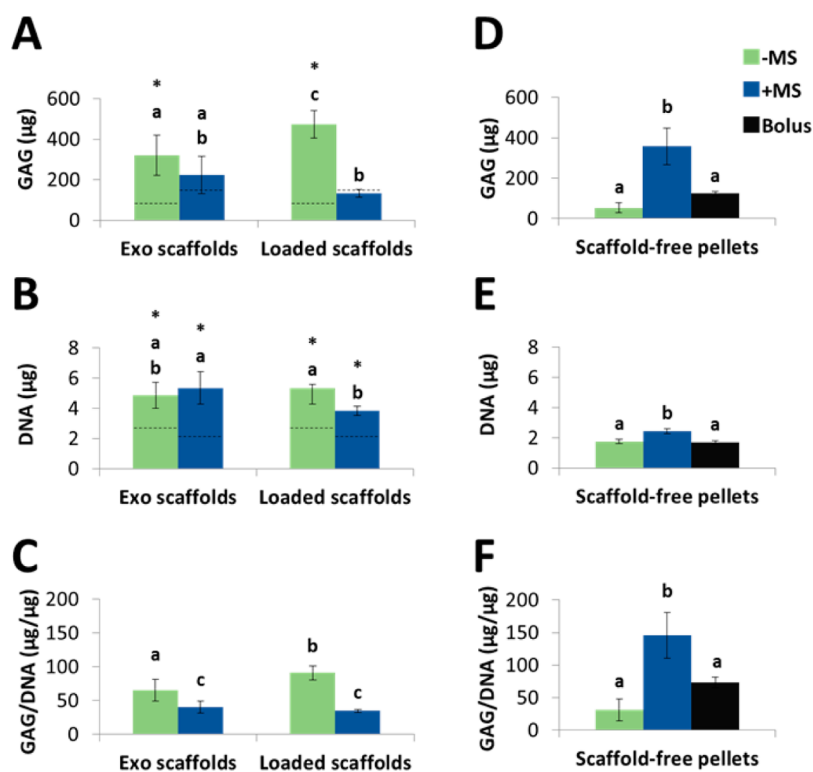 A
GAG (µg)
600
400
200
0
*
a
a
b
*
c
b
Exo scaffolds
Loaded scaffolds
D
GAG (µg)
600
400
200
0
a
b
a
Scaffold-free pellets
-MS
+MS
Bolus
B
DNA (µg)
8
6
4
2
0
*
a
b
*
a
*
a
*
b
Exo scaffolds
Loaded scaffolds
E
DNA (µg)
8
6
4
2
0
a
b
a
Scaffold-free pellets
C
GAG/DNA (µg/µg)
200
150
100
50
0
a
c
b
c
Exo scaffolds
Loaded scaffolds
F
GAG/DNA (µg/µg)
200
150
100
50
0
a
b
a
Scaffold-free pellets